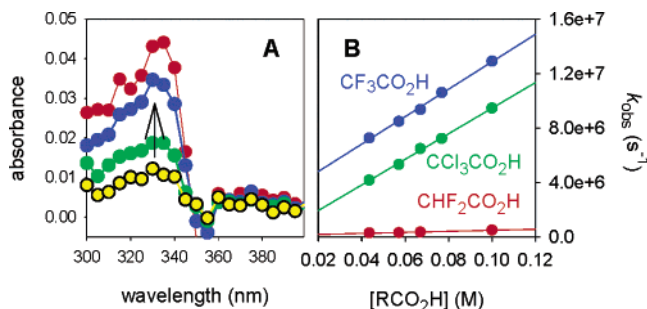 A
B
absorbance
0.05
0.04
0.03
0.02
0.01
0.00
300 320 340 360 380
wavelength (nm)
CF₃CO₂H
CCl₃CO₂H
CHF₂CO₂H
0.02 0.04 0.06 0.08 0.10 0.12
[RCO₂H] (M)
1.6e+7
1.2e+7
8.0e+6
4.0e+6
0.0
k_obs (s⁻¹)